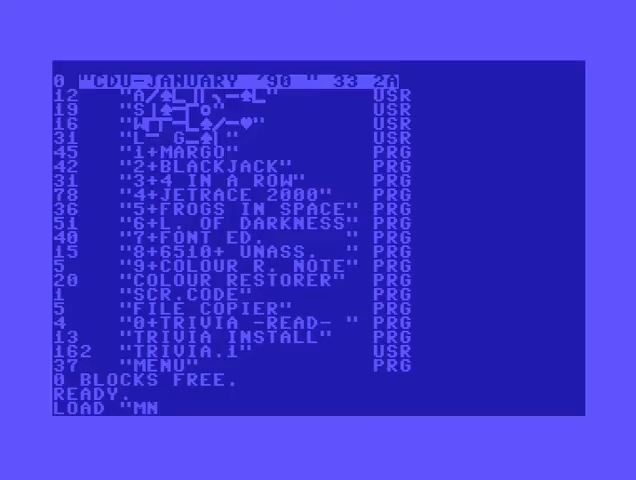 0 "CDU-JANUARY '90 " 33 2A
12 "A/♠L USR
19 "S USR
16 "W ♠/─♥" USR
31 "L─ G_♠|" USR
45 "1+MARGO" PRG
42 "2+BLACKJACK" PRG
31 "3+4 IN A ROW" PRG
78 "4+JETRACE 2000" PRG
36 "5+FROGS IN SPACE" PRG
51 "6+L. OF DARKNESS" PRG
40 "7+FONT ED. " PRG
15 "8+6510+ UNASS. " PRG
5 "9+COLOUR R. NOTE" PRG
20 "COLOUR RESTORER" PRG
1 "SCR.CODE" PRG
5 "FILE COPIER" PRG
4 "0+TRIVIA -READ- " PRG
13 "TRIVIA INSTALL" PRG
162 "TRIVIA.1" USR
37 "MENU" PRG
0 BLOCKS FREE.
READY.
LOAD "MN